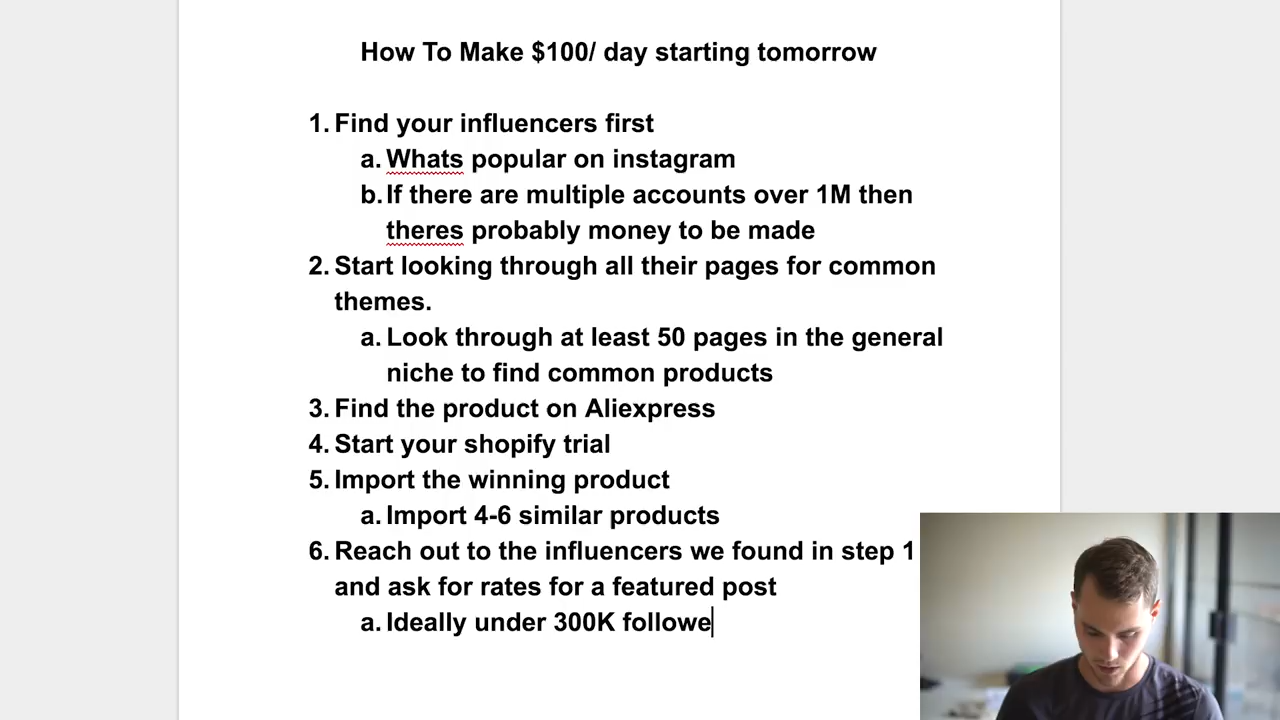 How To Make $100/ day starting tomorrow
1. Find your influencers first
a. Whats popular on instagram
b. If there are multiple accounts over 1M then
theres probably money to be made
2. Start looking through all their pages for common
themes.
a. Look through at least 50 pages in the general
niche to find common products
3. Find the product on Aliexpress
4. Start your shopify trial
5. Import the winning product
a. Import 4-6 similar products
6. Reach out to the influencers we found in step 1
and ask for rates for a featured post
a. Ideally under 300K followe